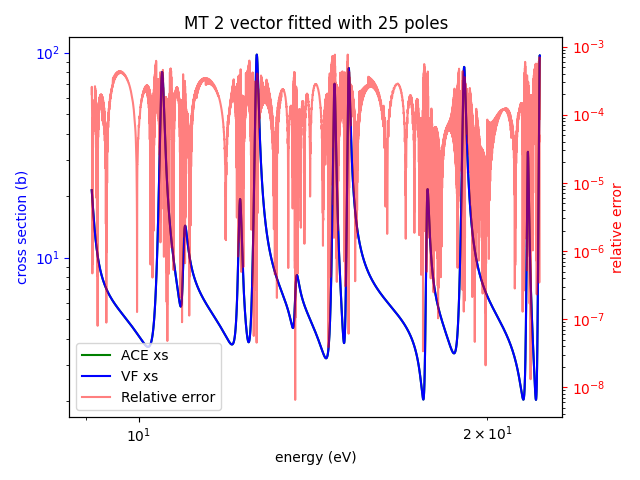 MT 2 vector fitted with 25 poles
10²
10¹
cross section (b)
10⁻³
10⁻⁴
10⁻⁵
10⁻⁶
10⁻⁷
10⁻⁸
relative error
ACE xs
VF xs
Relative error
10¹
2 × 10¹
energy (eV)